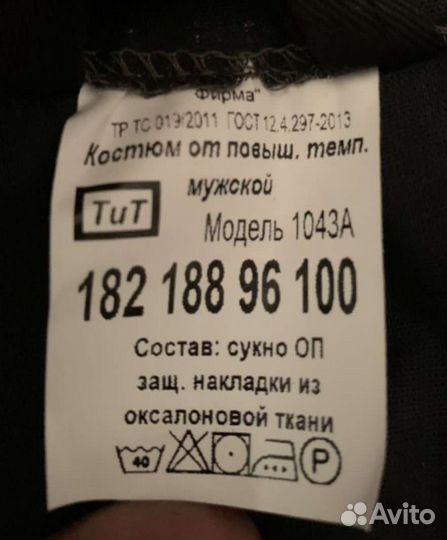 Фирма"
ТР ТС 019/2011 ГОСТ 12.4.297-2013
Костюм от повыш. темп.
мужской
ТиТ
Модель 1043А
182 188 96 100
Состав: сукно ОП
защ. накладки из
оксалоновой ткани
40 P
Avito